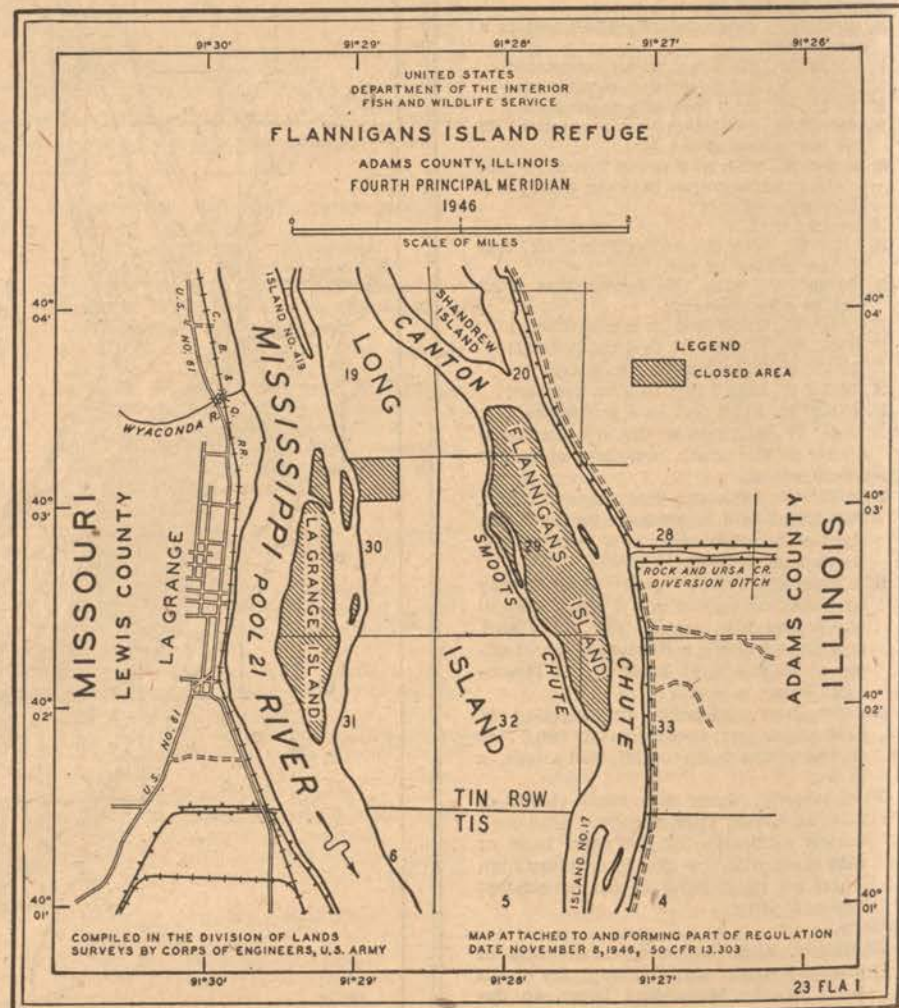 91°30'
91°29'
91°28'
91°27'
91°26'
UNITED STATES
DEPARTMENT OF THE INTERIOR
FISH AND WILDLIFE SERVICE
FLANNIGANS ISLAND REFUGE
ADAMS COUNTY, ILLINOIS
FOURTH PRINCIPAL MERIDIAN
1946
0 2
SCALE OF MILES
40° 04'
40° 04'
U.S. NO. 61
C. B. & Q. RR.
ISLAND NO. 419
SHANDREW ISLAND
LEGEND
CLOSED AREA
MISSISSIPPI POOL 21 RIVER
LONG ISLAND
CANTON CHUTE
19
20
WYACONDA R.
FLANNIGANS ISLAND
40° 03'
40° 03'
MISSOURI
LEWIS COUNTY
LA GRANGE
LA GRANGE ISLAND
30
SMOOTS CHUTE
29
28
ROCK AND URSA CR.
DIVERSION DITCH
ADAMS COUNTY
ILLINOIS
40° 02'
40° 02'
31
32
33
U.S. NO. 61
T1N R9W
T1S
6
5
ISLAND NO. 17
4
40° 01'
40° 01'
COMPILED IN THE DIVISION OF LANDS
SURVEYS BY CORPS OF ENGINEERS, U.S. ARMY
MAP ATTACHED TO AND FORMING PART OF REGULATION
DATE NOVEMBER 8, 1946, 50 CFR 13.303
91°30'
91°29'
91°28'
91°27'
23 FLA 1